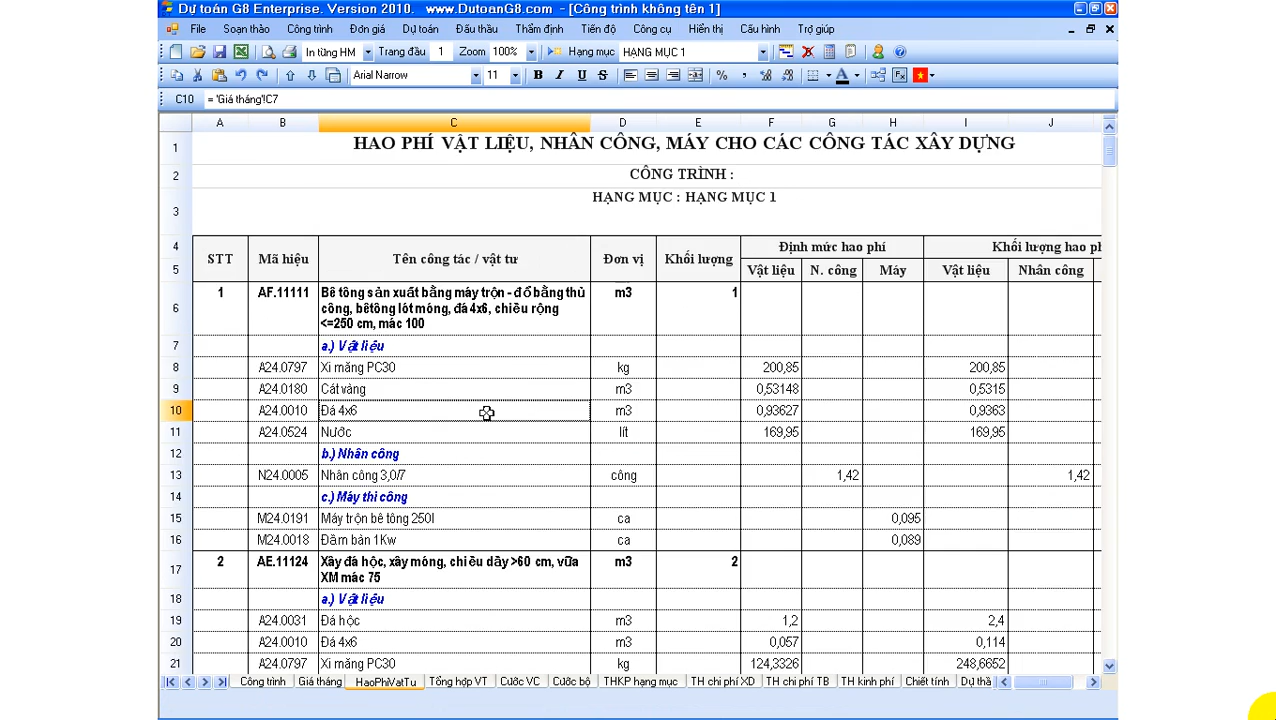 Dự toán G8 Enterprise. Version 2010. www.DutoanG8.com - [Công trình không tên 1]
File Soạn thảo Công trình Đơn giá Dự toán Đấu thầu Thẩm định Tiến độ Công cụ Hiển thị Cấu hình Trợ giúp
In từng HM Trang đầu 1 Zoom 100% Hạng mục HẠNG MỤC 1
Arial Narrow 11 B I U S % , A Fx
C10 = 'Giá tháng'!C7
A B C D E F G H I J
1 HAO PHÍ VẬT LIỆU, NHÂN CÔNG, MÁY CHO CÁC CÔNG TÁC XÂY DỰNG
2 CÔNG TRÌNH :
3 HẠNG MỤC : HẠNG MỤC 1
4 STT Mã hiệu Tên công tác / vật tư Đơn vị Khối lượng Định mức hao phí Khối lượng hao ph
5 Vật liệu N. công Máy Vật liệu Nhân công
6 1 AF.11111 Bê tông sản xuất bằng máy trộn - đổ bằng thủ m3 1
công, bêtông lót móng, đá 4x6, chiều rộng
<=250 cm, mác 100
7 a.) Vật liệu
8 A24.0797 Xi măng PC30 kg 200,85 200,85
9 A24.0180 Cát vàng m3 0,53148 0,5315
10 A24.0010 Đá 4x6 m3 0,93627 0,9363
11 A24.0524 Nước lít 169,95 169,95
12 b.) Nhân công
13 N24.0005 Nhân công 3,0/7 công 1,42 1,42
14 c.) Máy thi công
15 M24.0191 Máy trộn bê tông 250l ca 0,095
16 M24.0018 Đầm bàn 1Kw ca 0,089
17 2 AE.11124 Xây đá hộc, xây móng, chiều dầy >60 cm, vữa m3 2
XM mác 75
18 a.) Vật liệu
19 A24.0031 Đá hộc m3 1,2 2,4
20 A24.0010 Đá 4x6 m3 0,057 0,114
21 A24.0797 Xi măng PC30 kg 124,3326 248,6652
Công trình Giá tháng HaoPhiVatTu Tổng hợp VT Cước VC Cước bộ THKP hạng mục TH chi phí XD TH chi phí TB TH kinh phí Chiết tính Dự thầ